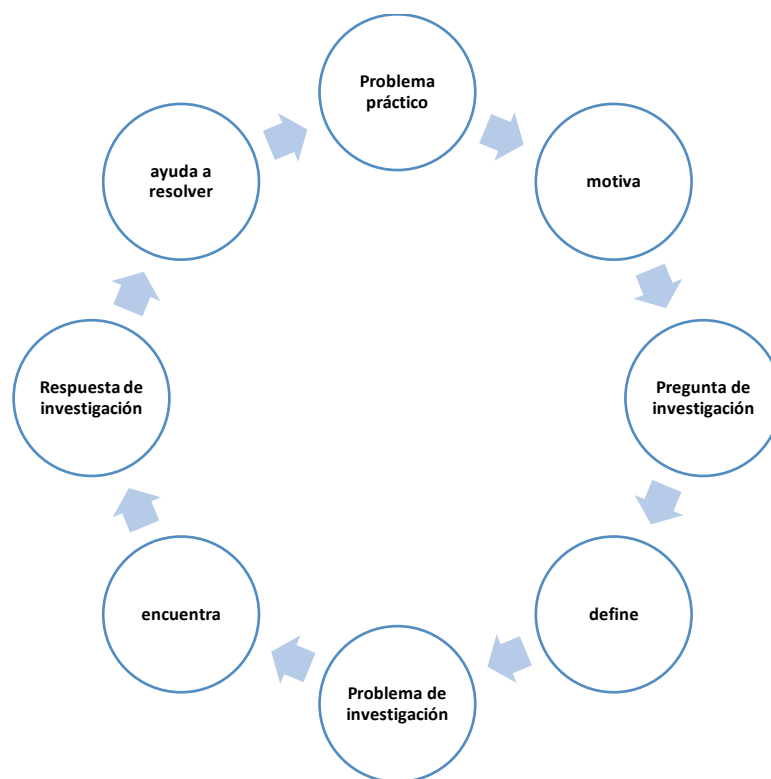 Problema
práctico
motiva
Pregunta de
investigación
define
Problema de
investigación
encuentra
Respuesta de
investigación
ayuda a
resolver